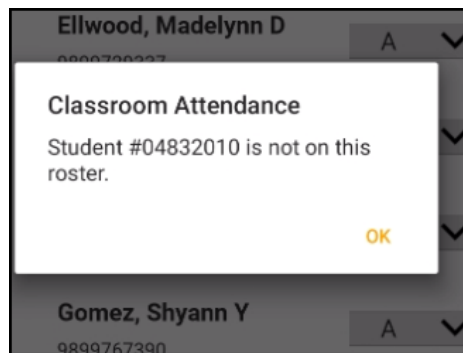 Ellwood, Madelynn D
A
Classroom Attendance
Student #04832010 is not on this
roster.
OK
Gomez, Shyann Y
A
9899767390